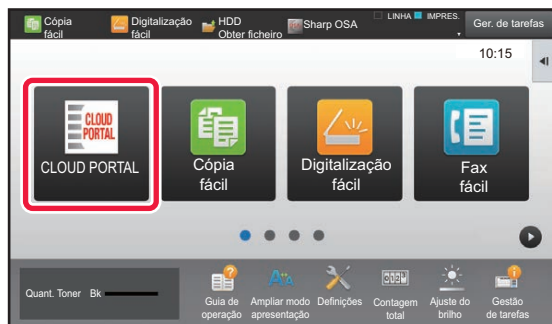 Cópia
fácil
Digitalização
fácil
HDD
Obter ficheiro
Sharp OSA
LINHA
IMPRES.
Ger. de tarefas
10:15
CLOUD
PORTAL
CLOUD PORTAL
Cópia
fácil
Digitalização
fácil
Fax
fácil
Quant. Toner Bk
Guia de
operação
Ampliar modo
apresentação
Definições
Contagem
total
Ajuste do
brilho
Gestão
de tarefas